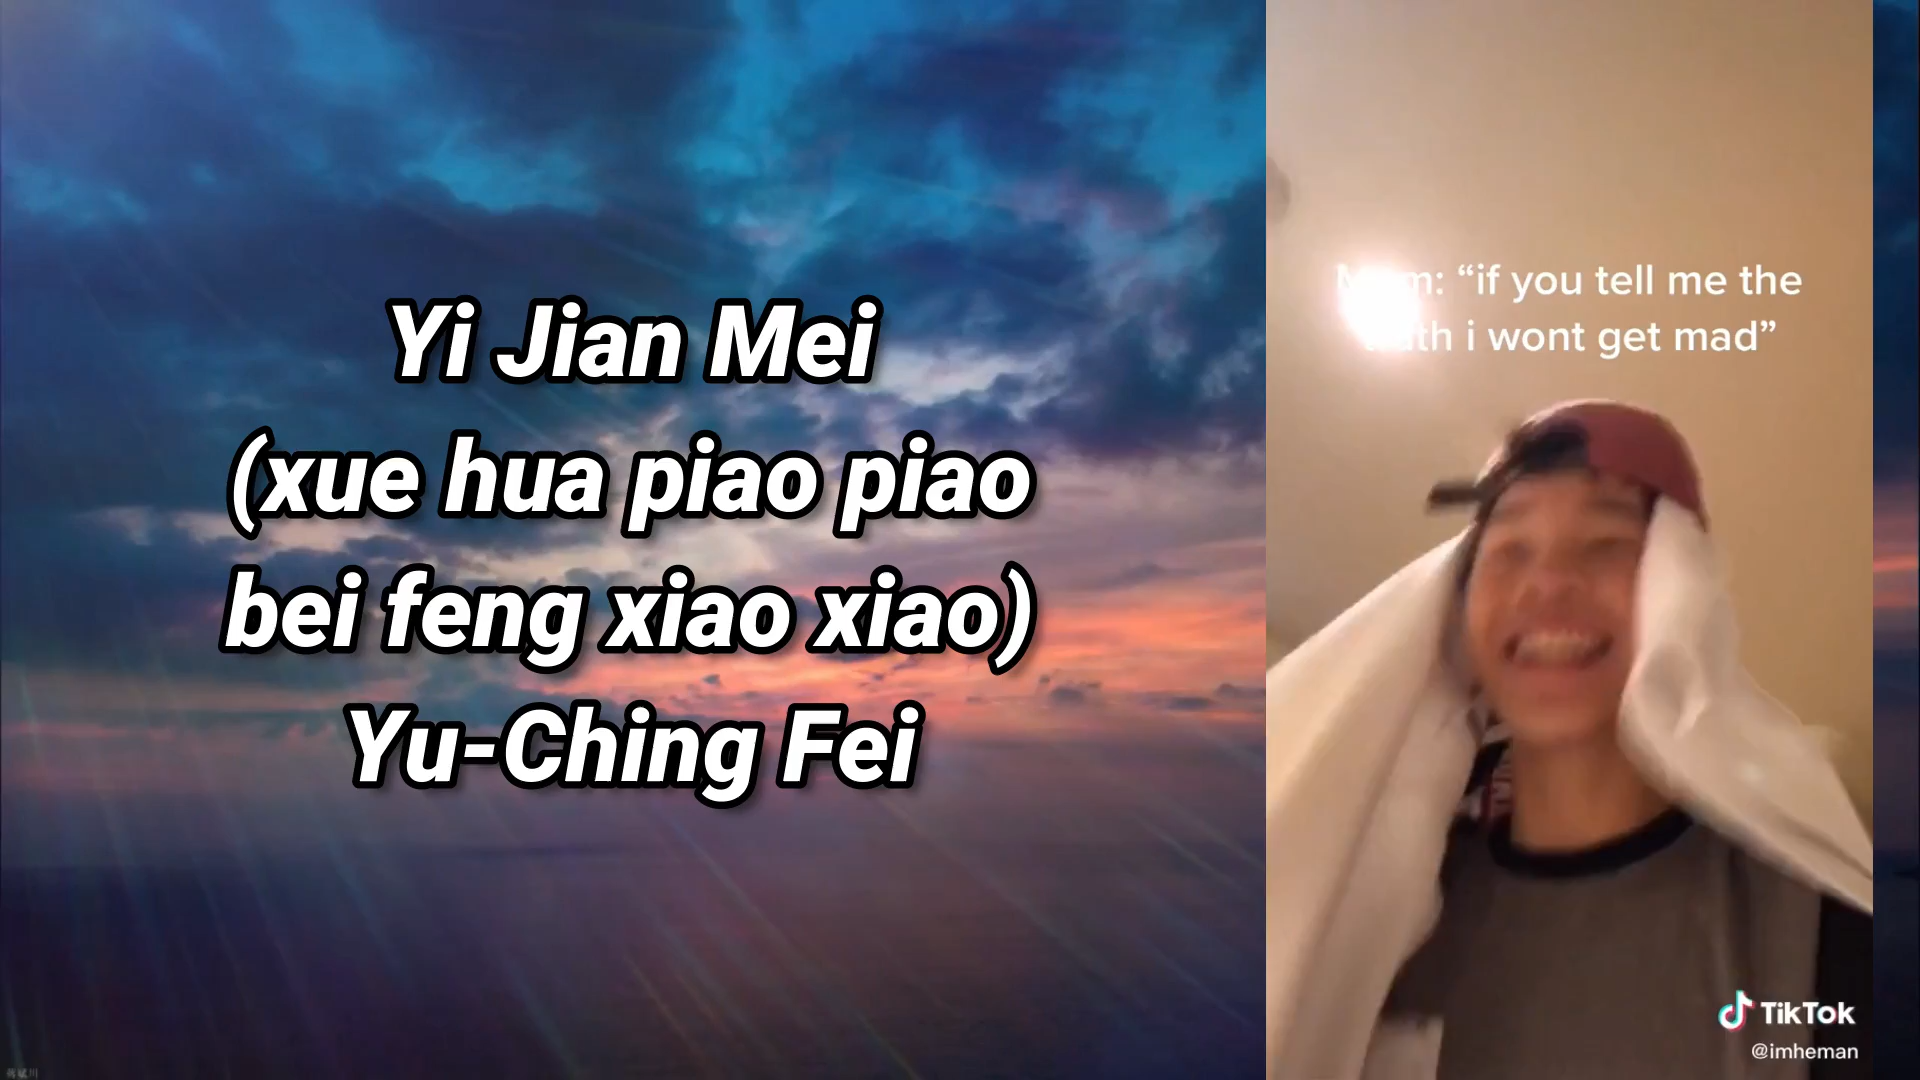 Yi Jian Mei
(xue hua piao piao
bei feng xiao xiao)
Yu-Ching Fei
“if you tell me the
i wont get mad”
TikTok
@imheman